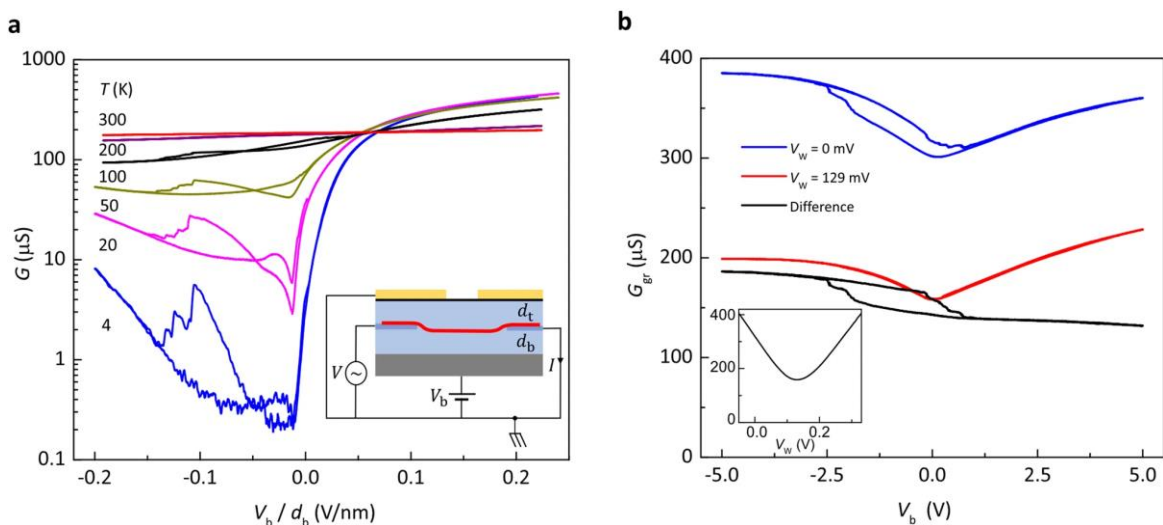 a
1000
100
10
1
0.1
G (μS)
T (K)
300
200
100
50
20
4
-0.2
-0.1
0.0
0.1
0.2
V_b / d_b (V/nm)
d_t
d_b
V
~
I
V_b
b
400
300
200
100
0
G_gr (μS)
V_w = 0 mV
V_w = 129 mV
Difference
400
200
0
0.0
0.2
V_w (V)
-5.0
-2.5
0.0
2.5
5.0
V_b (V)